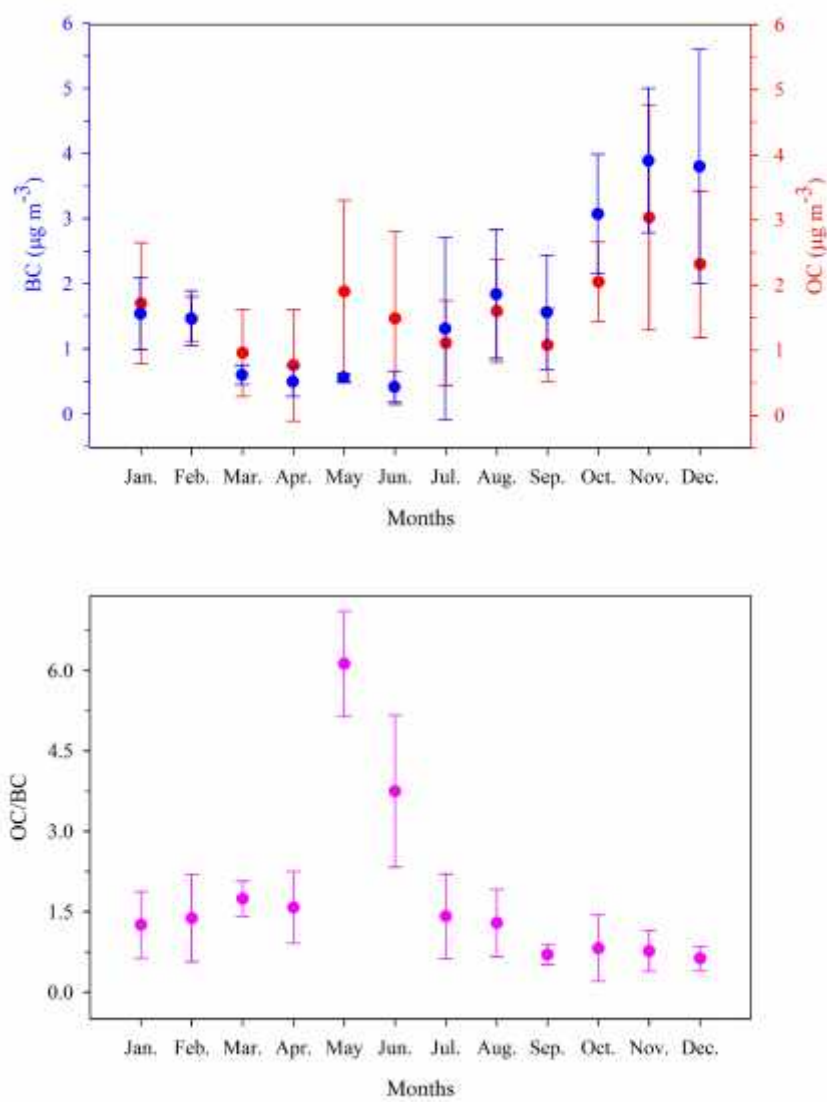 6 6
5 5
4 4
3 3
2 2
1 1
0 0
BC (µg m⁻³)
OC (µg m⁻³)
Jan. Feb. Mar. Apr. May Jun. Jul. Aug. Sep. Oct. Nov. Dec.
Months
6.0
4.5
3.0
1.5
0.0
OC/BC
Jan. Feb. Mar. Apr. May Jun. Jul. Aug. Sep. Oct. Nov. Dec.
Months